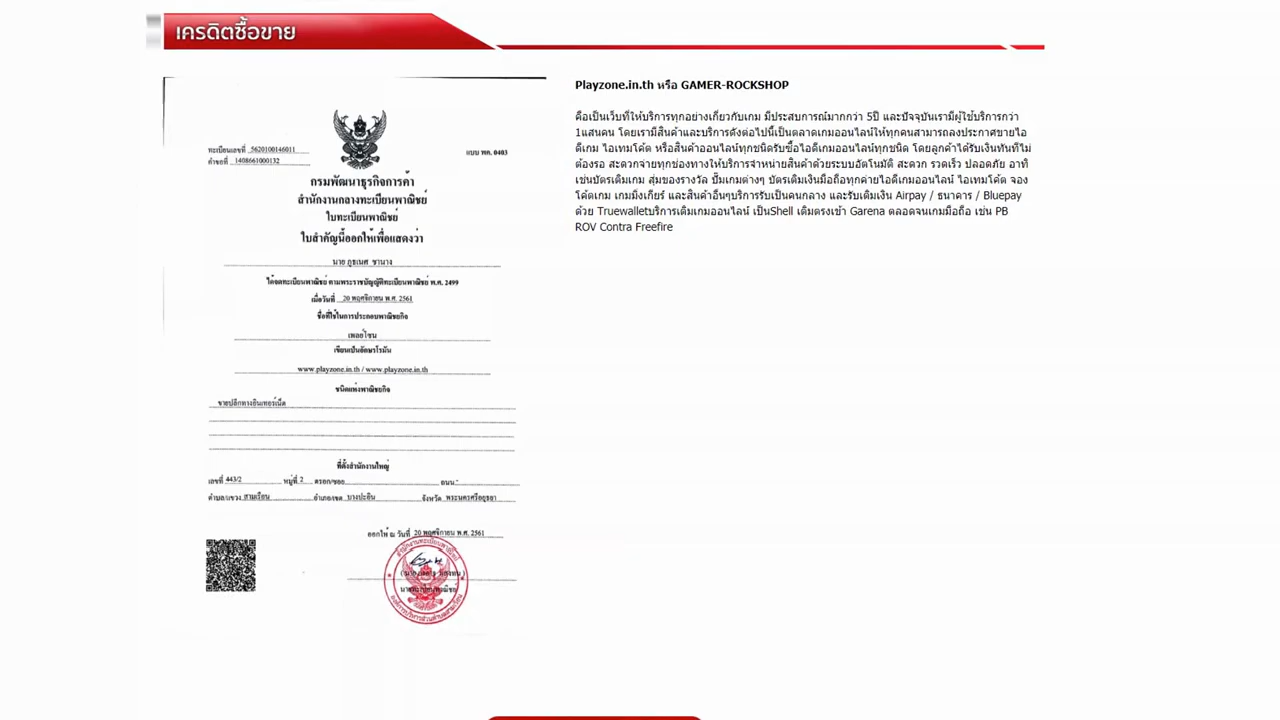 เครดิตซื้อขาย
ทะเบียนเลขที่ 5620100146011
คำขอที่ 1408661000132
แบบ พค. 0403
กรมพัฒนาธุรกิจการค้า
สำนักงานกลางทะเบียนพาณิชย์
ใบทะเบียนพาณิชย์
ใบสำคัญนี้ออกให้เพื่อแสดงว่า
นาย ภูธเนศ ชานาง
ได้จดทะเบียนพาณิชย์ ตามพระราชบัญญัติทะเบียนพาณิชย์ พ.ศ. 2499
เมื่อวันที่ 20 พฤศจิกายน พ.ศ. 2561
ชื่อที่ใช้ในการประกอบพาณิชยกิจ
เพลย์โซน
เขียนเป็นอักษรโรมัน
www.playzone.in.th / www.playzone.in.th
ชนิดแห่งพาณิชยกิจ
ขายปลีกทางอินเทอร์เน็ต
ที่ตั้งสำนักงานใหญ่
เลขที่ 443/2 หมู่ที่ 2 ตรอก/ซอย - ถนน -
ตำบล/แขวง สามเรือน อำเภอ/เขต บางปะอิน จังหวัด พระนครศรีอยุธยา
ออกให้ ณ วันที่ 20 พฤศจิกายน พ.ศ. 2561
นายทะเบียนพาณิชย์
Playzone.in.th หรือ GAMER-ROCKSHOP
คือเป็นเว็บที่ให้บริการทุกอย่างเกี่ยวกับเกม มีประสบการณ์มากกว่า 5ปี และปัจจุบันเรามีผู้ใช้บริการกว่า
1แสนคน โดยเรามีสินค้าและบริการดังต่อไปนี้เป็นตลาดเกมออนไลน์ให้ทุกคนสามารถลงประกาศขายไอ
ดีเกม ไอเทมโค้ด หรือสินค้าออนไลน์ทุกชนิดรับซื้อไอดีเกมออนไลน์ทุกชนิด โดยลูกค้าได้รับเงินทันทีไม่
ต้องรอ สะดวกจ่ายทุกช่องทางให้บริการจำหน่ายสินค้าด้วยระบบอัตโนมัติ สะดวก รวดเร็ว ปลอดภัย อาทิ
เช่นบัตรเติมเกม สุ่มของรางวัล ปั๊มเกมต่างๆ บัตรเติมเงินมือถือทุกค่ายไอดีเกมออนไลน์ ไอเทมโค้ด จอง
โค้ดเกม เกมมิ่งเกียร์ และสินค้าอื่นๆบริการรับเป็นคนกลาง และรับเติมเงิน Airpay / ธนาคาร / Bluepay
ด้วย Truewalletบริการเติมเกมออนไลน์ เป็นShell เติมตรงเข้า Garena ตลอดจนเกมมือถือ เช่น PB
ROV Contra Freefire